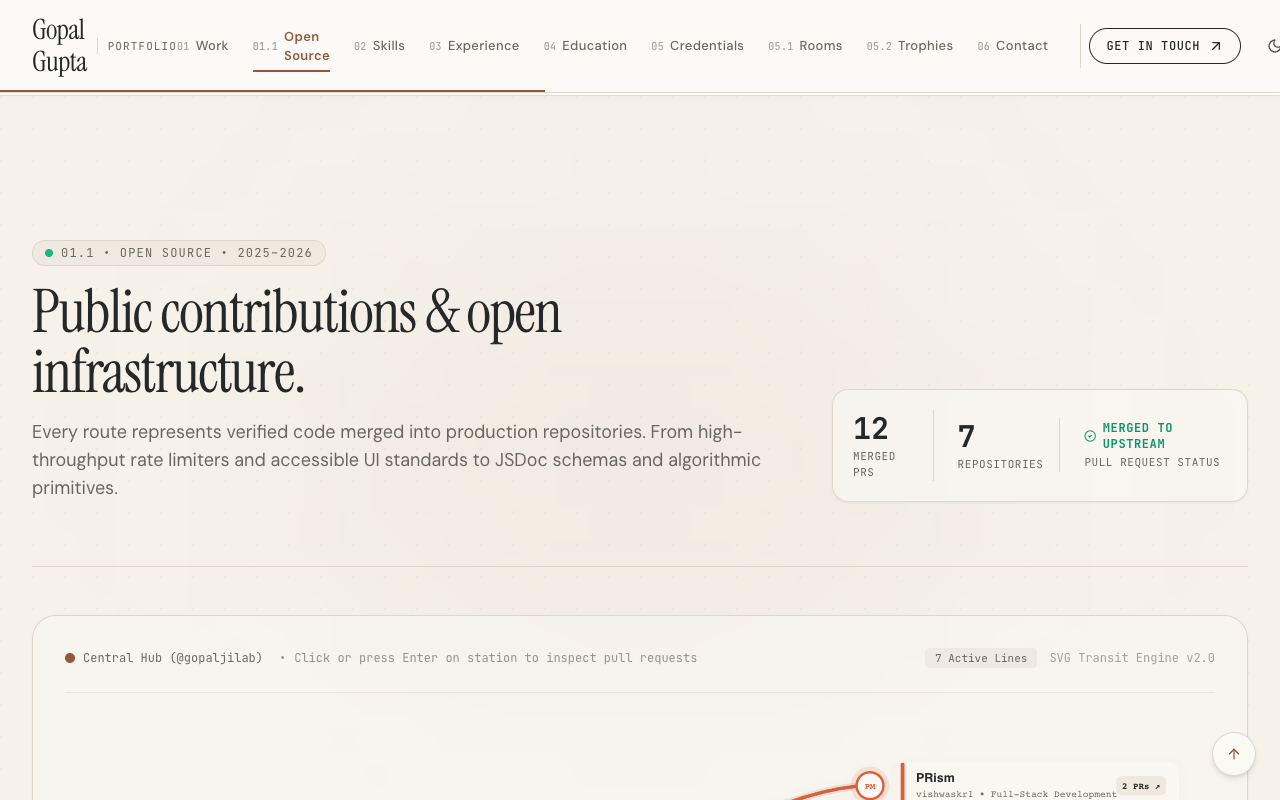 Gopal
Gupta
PORTFOLIO 01 Work 01.1 Open Source 02 Skills 03 Experience 04 Education 05 Credentials 05.1 Rooms 05.2 Trophies 06 Contact GET IN TOUCH
01.1 • OPEN SOURCE • 2025–2026
Public contributions & open
infrastructure.
Every route represents verified code merged into production repositories. From high-
throughput rate limiters and accessible UI standards to JSDoc schemas and algorithmic
primitives.
12
MERGED
PRS
7
REPOSITORIES
MERGED TO
UPSTREAM
PULL REQUEST STATUS
Central Hub (@gopaljilab) • Click or press Enter on station to inspect pull requests
7 Active Lines SVG Transit Engine v2.0
PM
PRism
vishwaskr1 • Full-Stack Development
2 PRs ↗